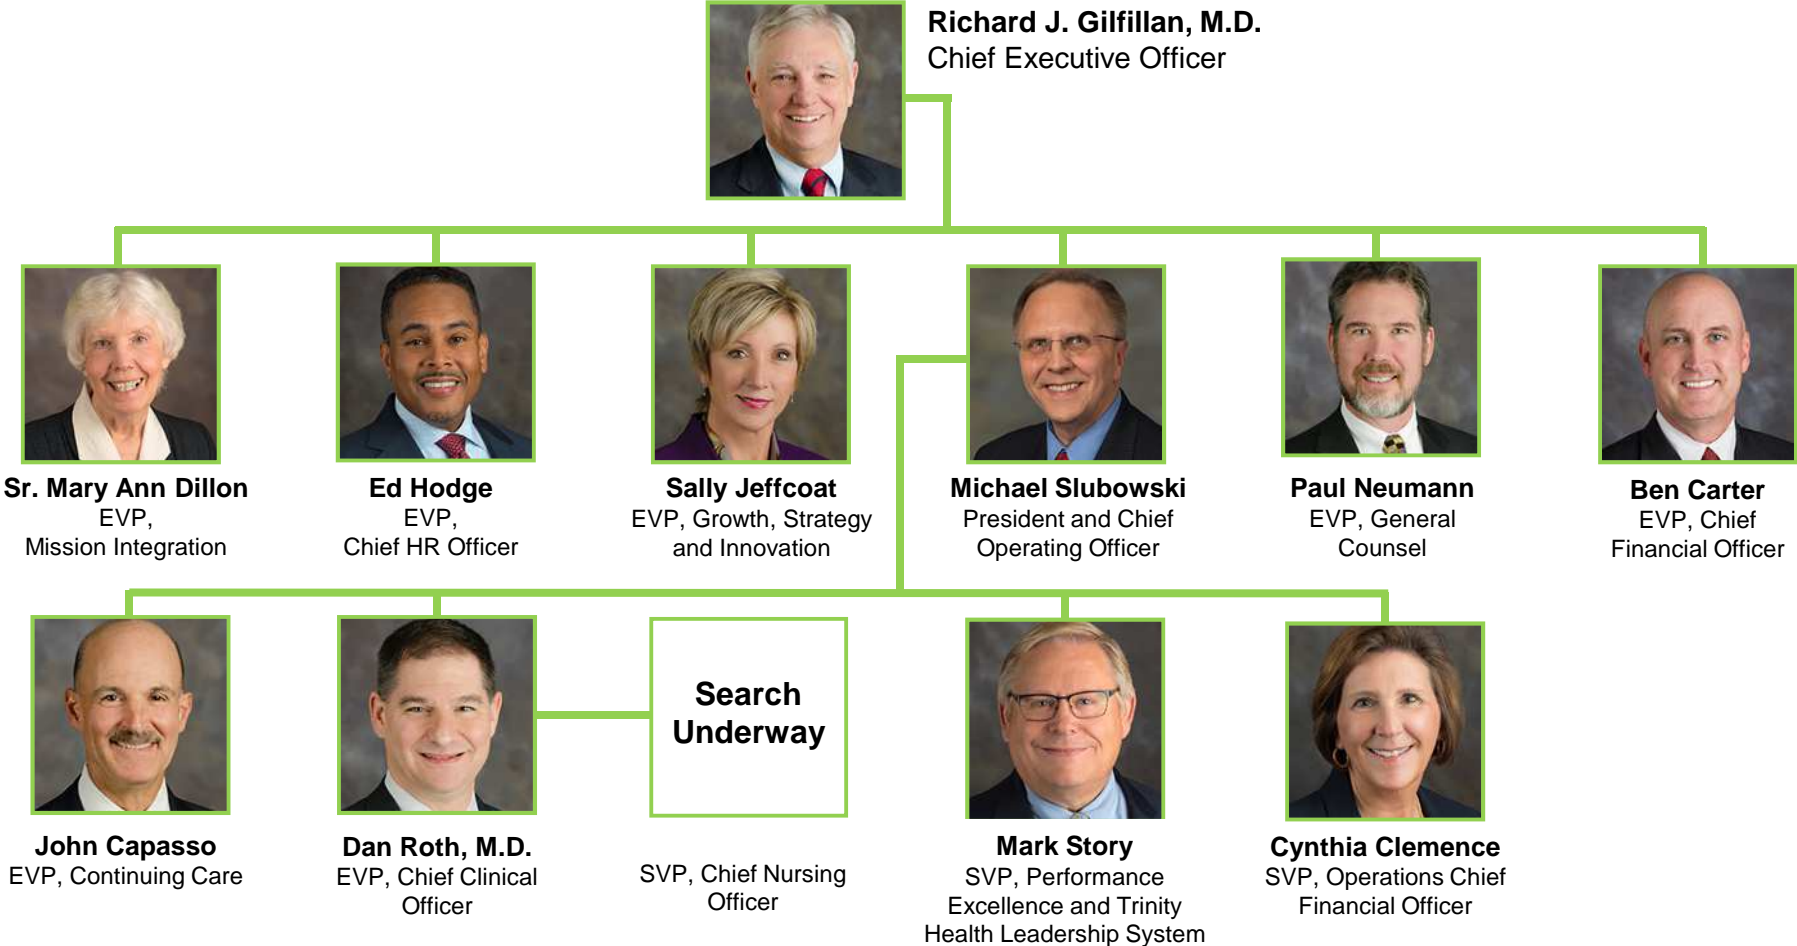 Richard J. Gilfillan, M.D.
Chief Executive Officer
Sr. Mary Ann Dillon
EVP,
Mission Integration
Ed Hodge
EVP,
Chief HR Officer
Sally Jeffcoat
EVP, Growth, Strategy
and Innovation
Michael Slubowski
President and Chief
Operating Officer
Paul Neumann
EVP, General
Counsel
Ben Carter
EVP, Chief
Financial Officer
John Capasso
EVP, Continuing Care
Dan Roth, M.D.
EVP, Chief Clinical
Officer
Search
Underway
SVP, Chief Nursing
Officer
Mark Story
SVP, Performance
Excellence and Trinity
Health Leadership System
Cynthia Clemence
SVP, Operations Chief
Financial Officer